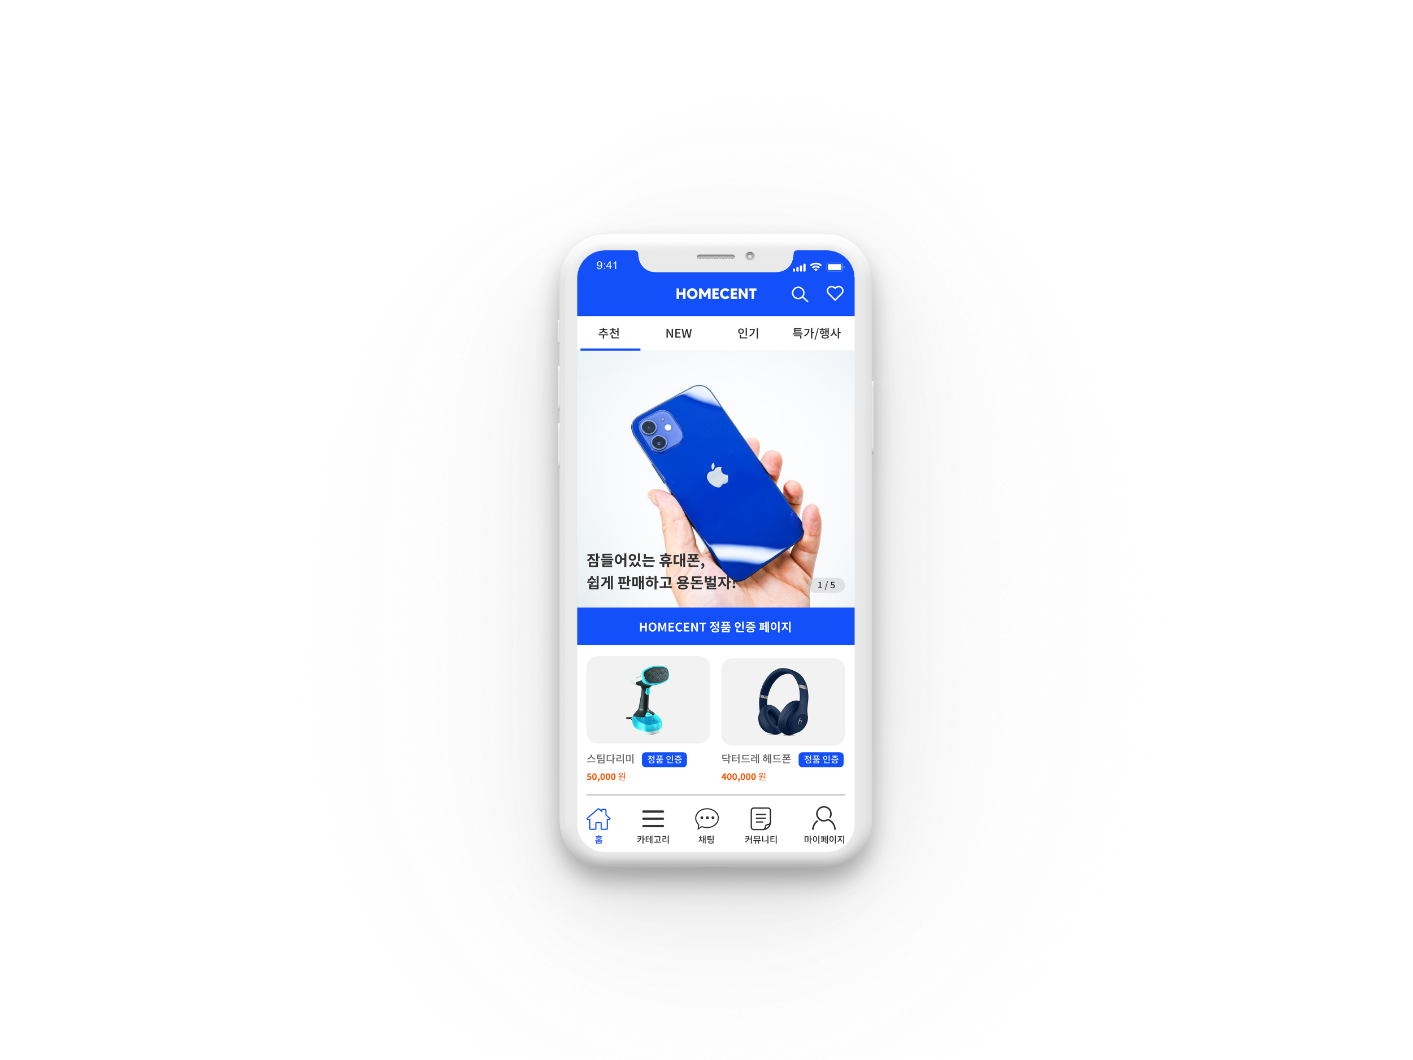 9:41
HOMECENT
추천 NEW 인기 특가/행사
잠들어있는 휴대폰,
쉽게 판매하고 용돈벌자!
1 / 5
HOMECENT 정품 인증 페이지
스팀다리미 정품 인증
50,000 원
닥터드레 헤드폰 정품 인증
400,000 원
홈 카테고리 채팅 커뮤니티 마이페이지